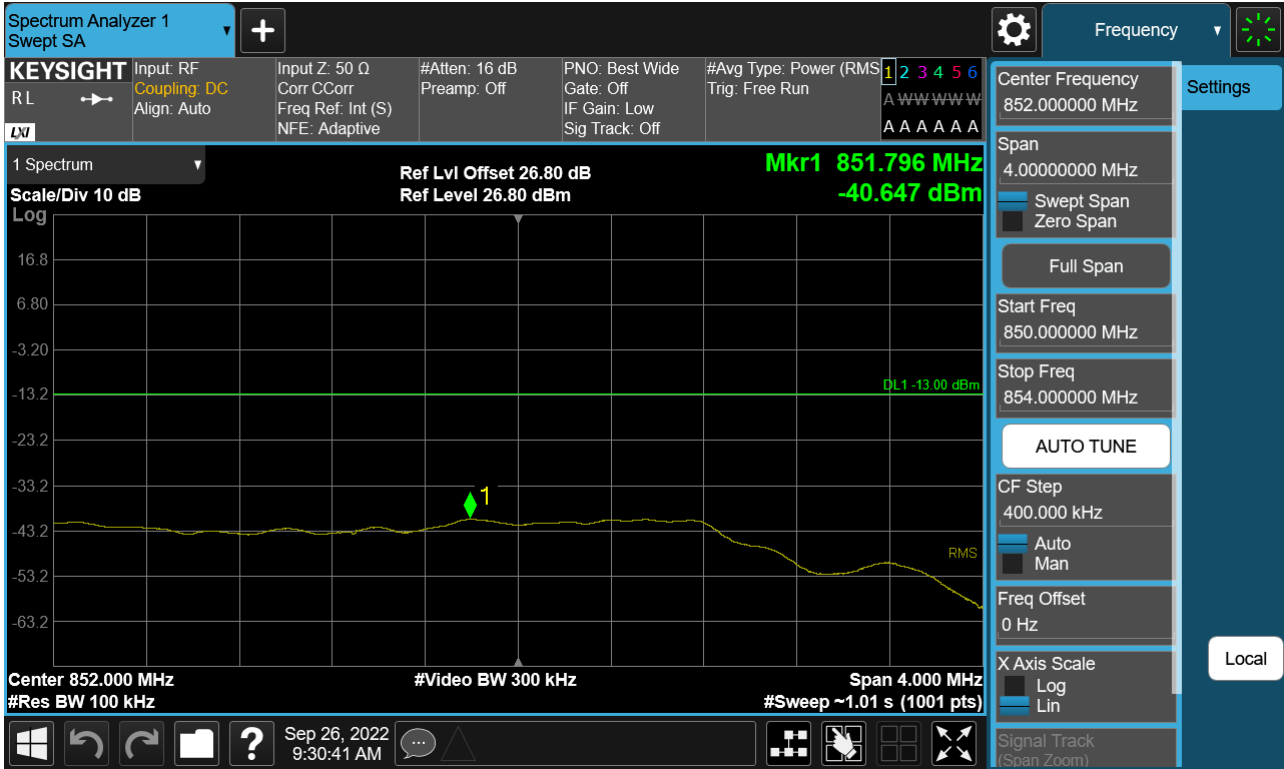 Spectrum Analyzer 1
Swept SA
Frequency
KEYSIGHT
R L
LXI
Input: RF
Coupling: DC
Align: Auto
Input Z: 50 Ω
Corr CCorr
Freq Ref: Int (S)
NFE: Adaptive
#Atten: 16 dB
Preamp: Off
PNO: Best Wide
Gate: Off
IF Gain: Low
Sig Track: Off
#Avg Type: Power (RMS
Trig: Free Run
1 2 3 4 5 6
A W W W W W
A A A A A A
1 Spectrum
Scale/Div 10 dB
Log
Ref Lvl Offset 26.80 dB
Ref Level 26.80 dBm
Mkr1 851.796 MHz
-40.647 dBm
16.8
6.80
-3.20
-13.2
-23.2
-33.2
-43.2
-53.2
-63.2
DL1 -13.00 dBm
1
RMS
Center 852.000 MHz
#Res BW 100 kHz
#Video BW 300 kHz
Span 4.000 MHz
#Sweep ~1.01 s (1001 pts)
Sep 26, 2022
9:30:41 AM
Center Frequency
852.000000 MHz
Span
4.00000000 MHz
Swept Span
Zero Span
Full Span
Start Freq
850.000000 MHz
Stop Freq
854.000000 MHz
AUTO TUNE
CF Step
400.000 kHz
Auto
Man
Freq Offset
0 Hz
X Axis Scale
Log
Lin
Signal Track
(Span Zoom)
Settings
Local